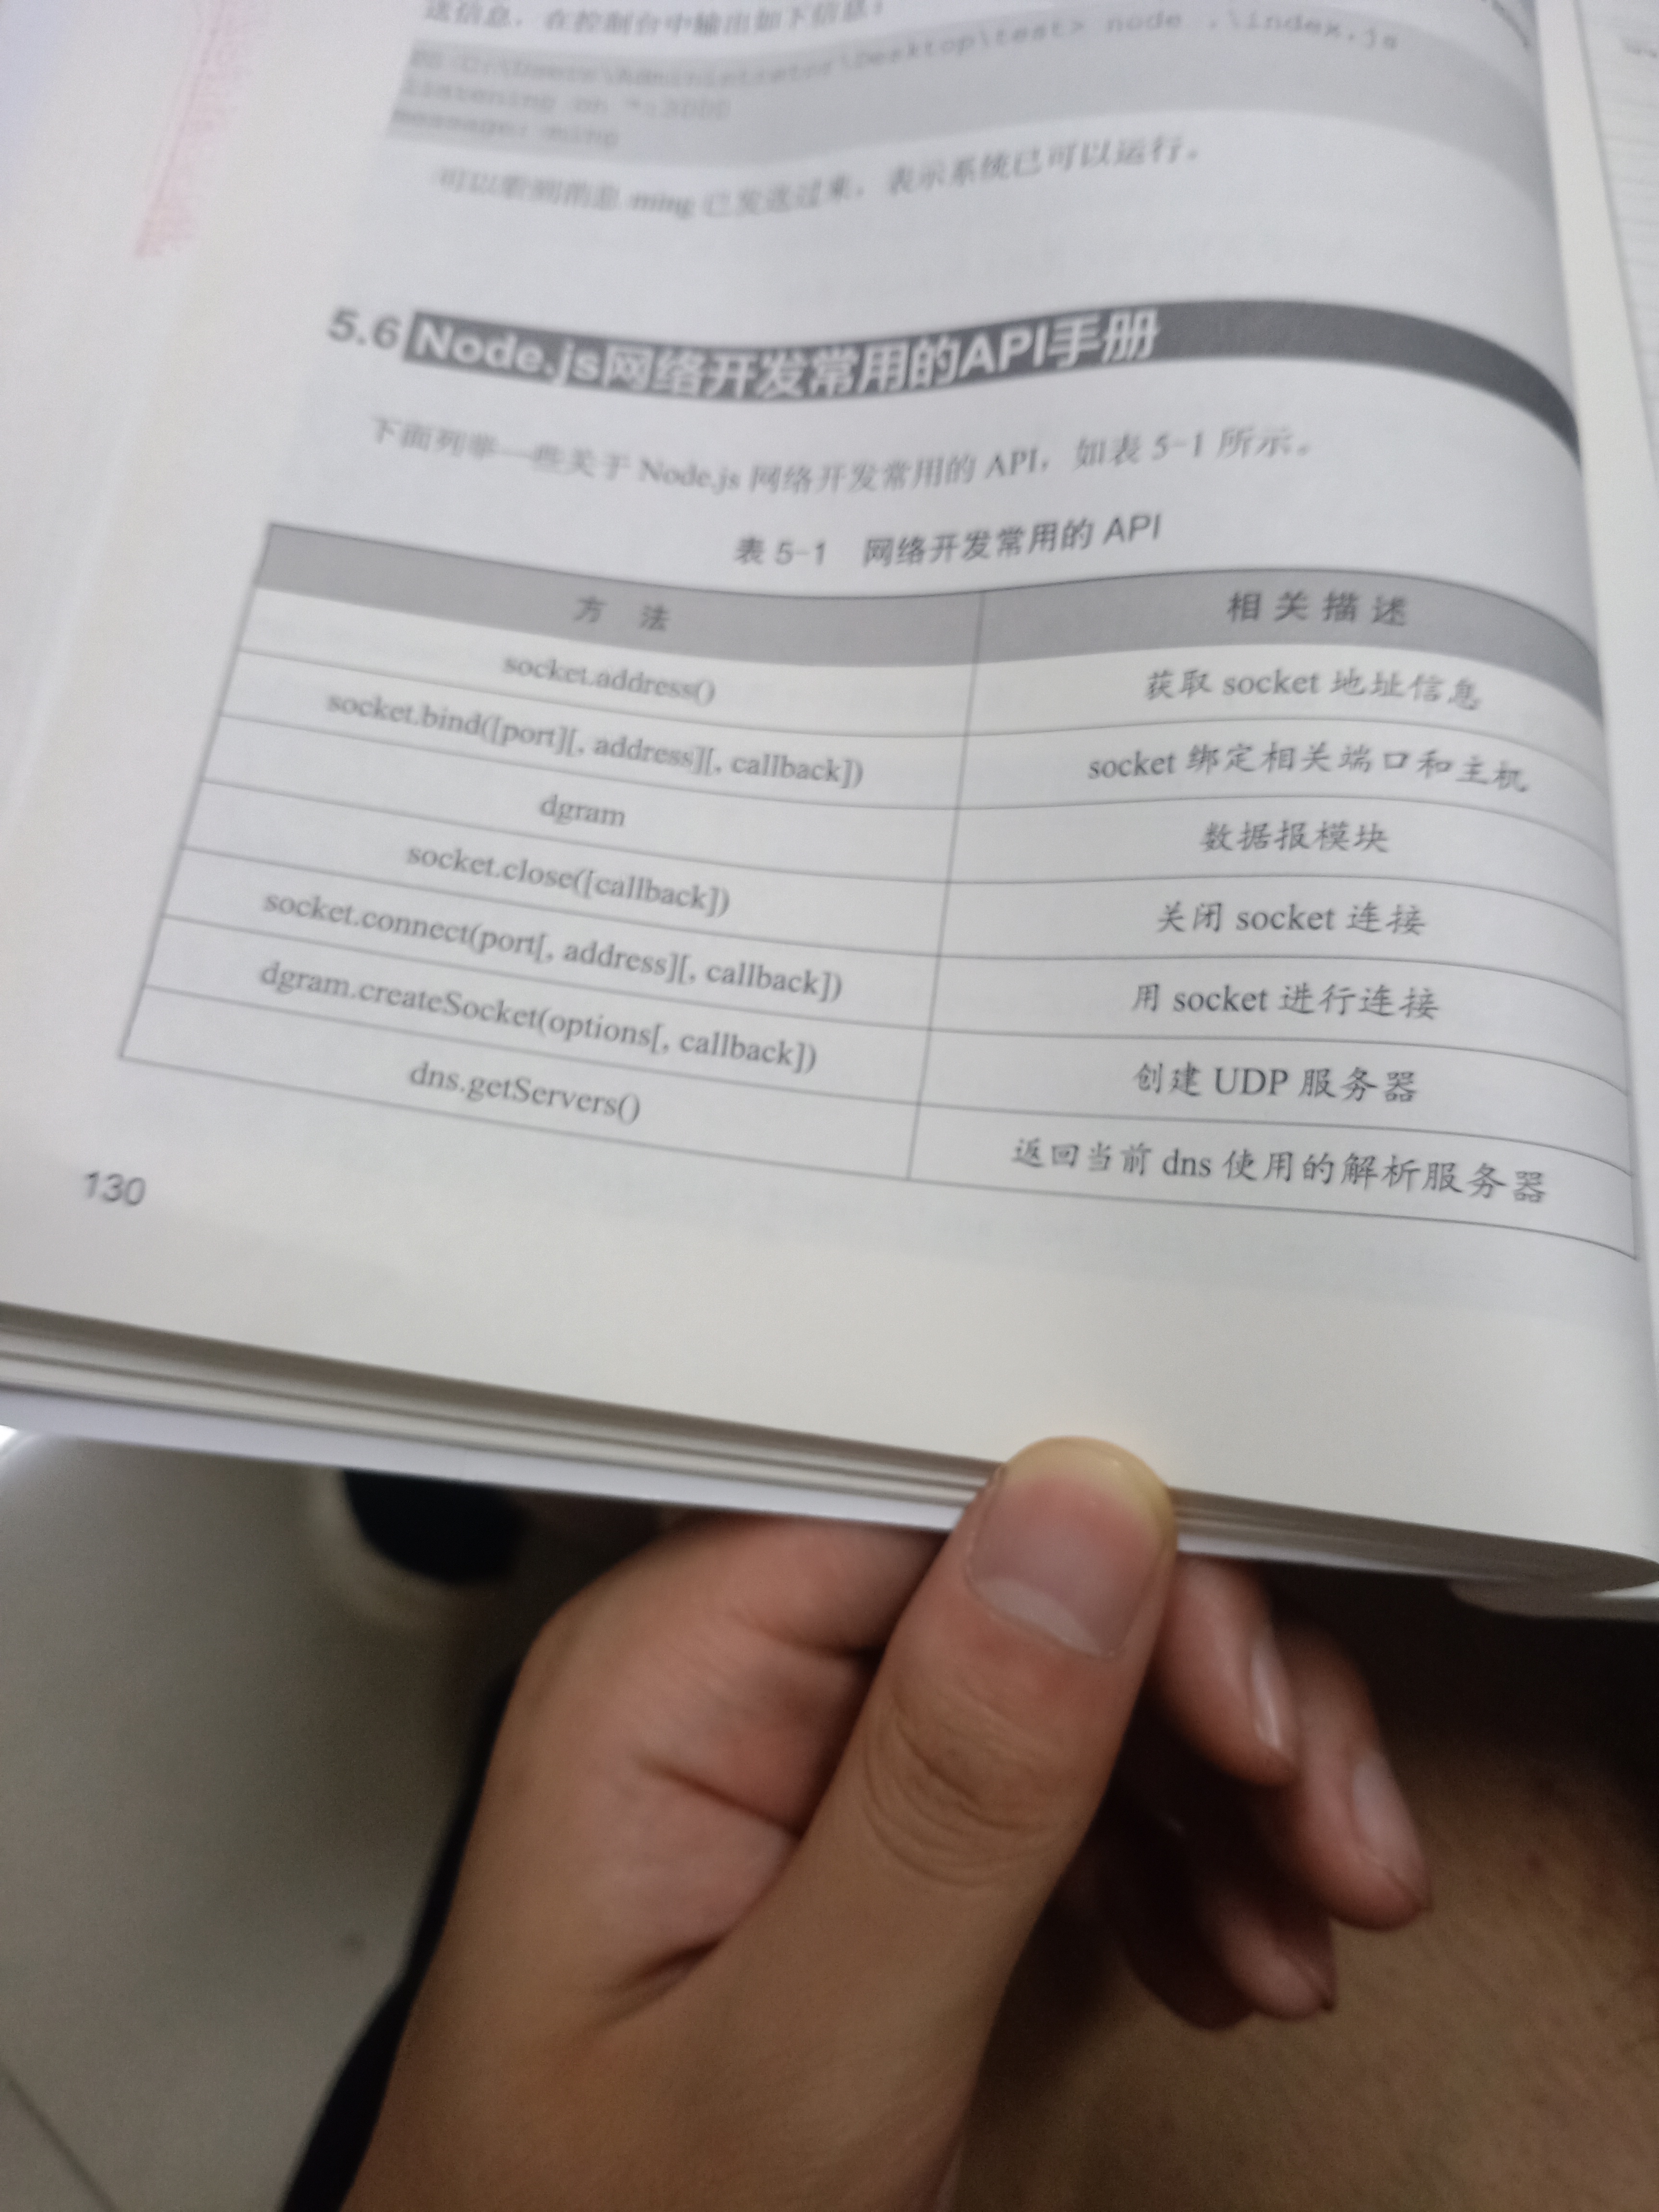 送信息，在控制台中输出如下信息：
PS C:\Users\Administrator\Desktop\test> node .\index.js
listening on *:3000
message: ming
可以看到消息 ming 已发送过来，表示系统已可以运行。
5.6 Node.js网络开发常用的API手册
下面列举一些关于 Node.js 网络开发常用的 API，如表 5-1 所示。
表 5-1 网络开发常用的 API
方 法 相 关 描 述
socket.address() 获取 socket 地址信息
socket.bind([port][, address][, callback]) socket 绑定相关端口和主机
dgram 数据报模块
socket.close([callback]) 关闭 socket 连接
socket.connect(port[, address][, callback]) 用 socket 进行连接
dgram.createSocket(options[, callback]) 创建 UDP 服务器
dns.getServers() 返回当前 dns 使用的解析服务器
130